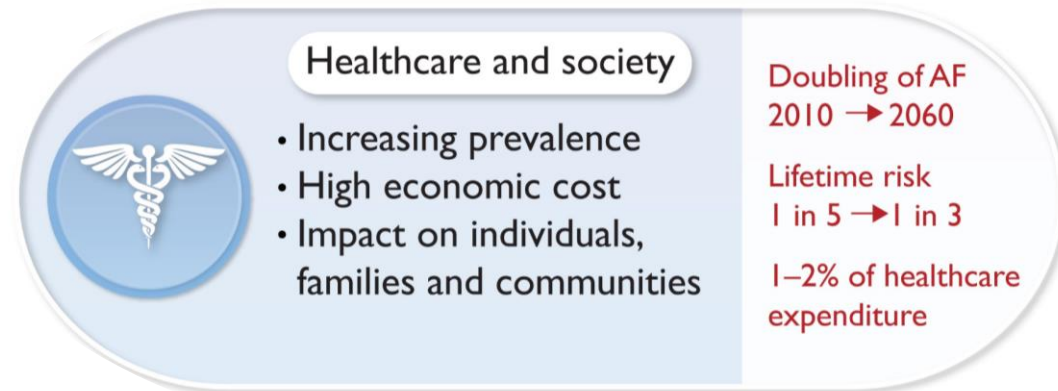 Healthcare and society
• Increasing prevalence
• High economic cost
• Impact on individuals,
families and communities
Doubling of AF
2010 → 2060
Lifetime risk
1 in 5 → 1 in 3
1–2% of healthcare
expenditure